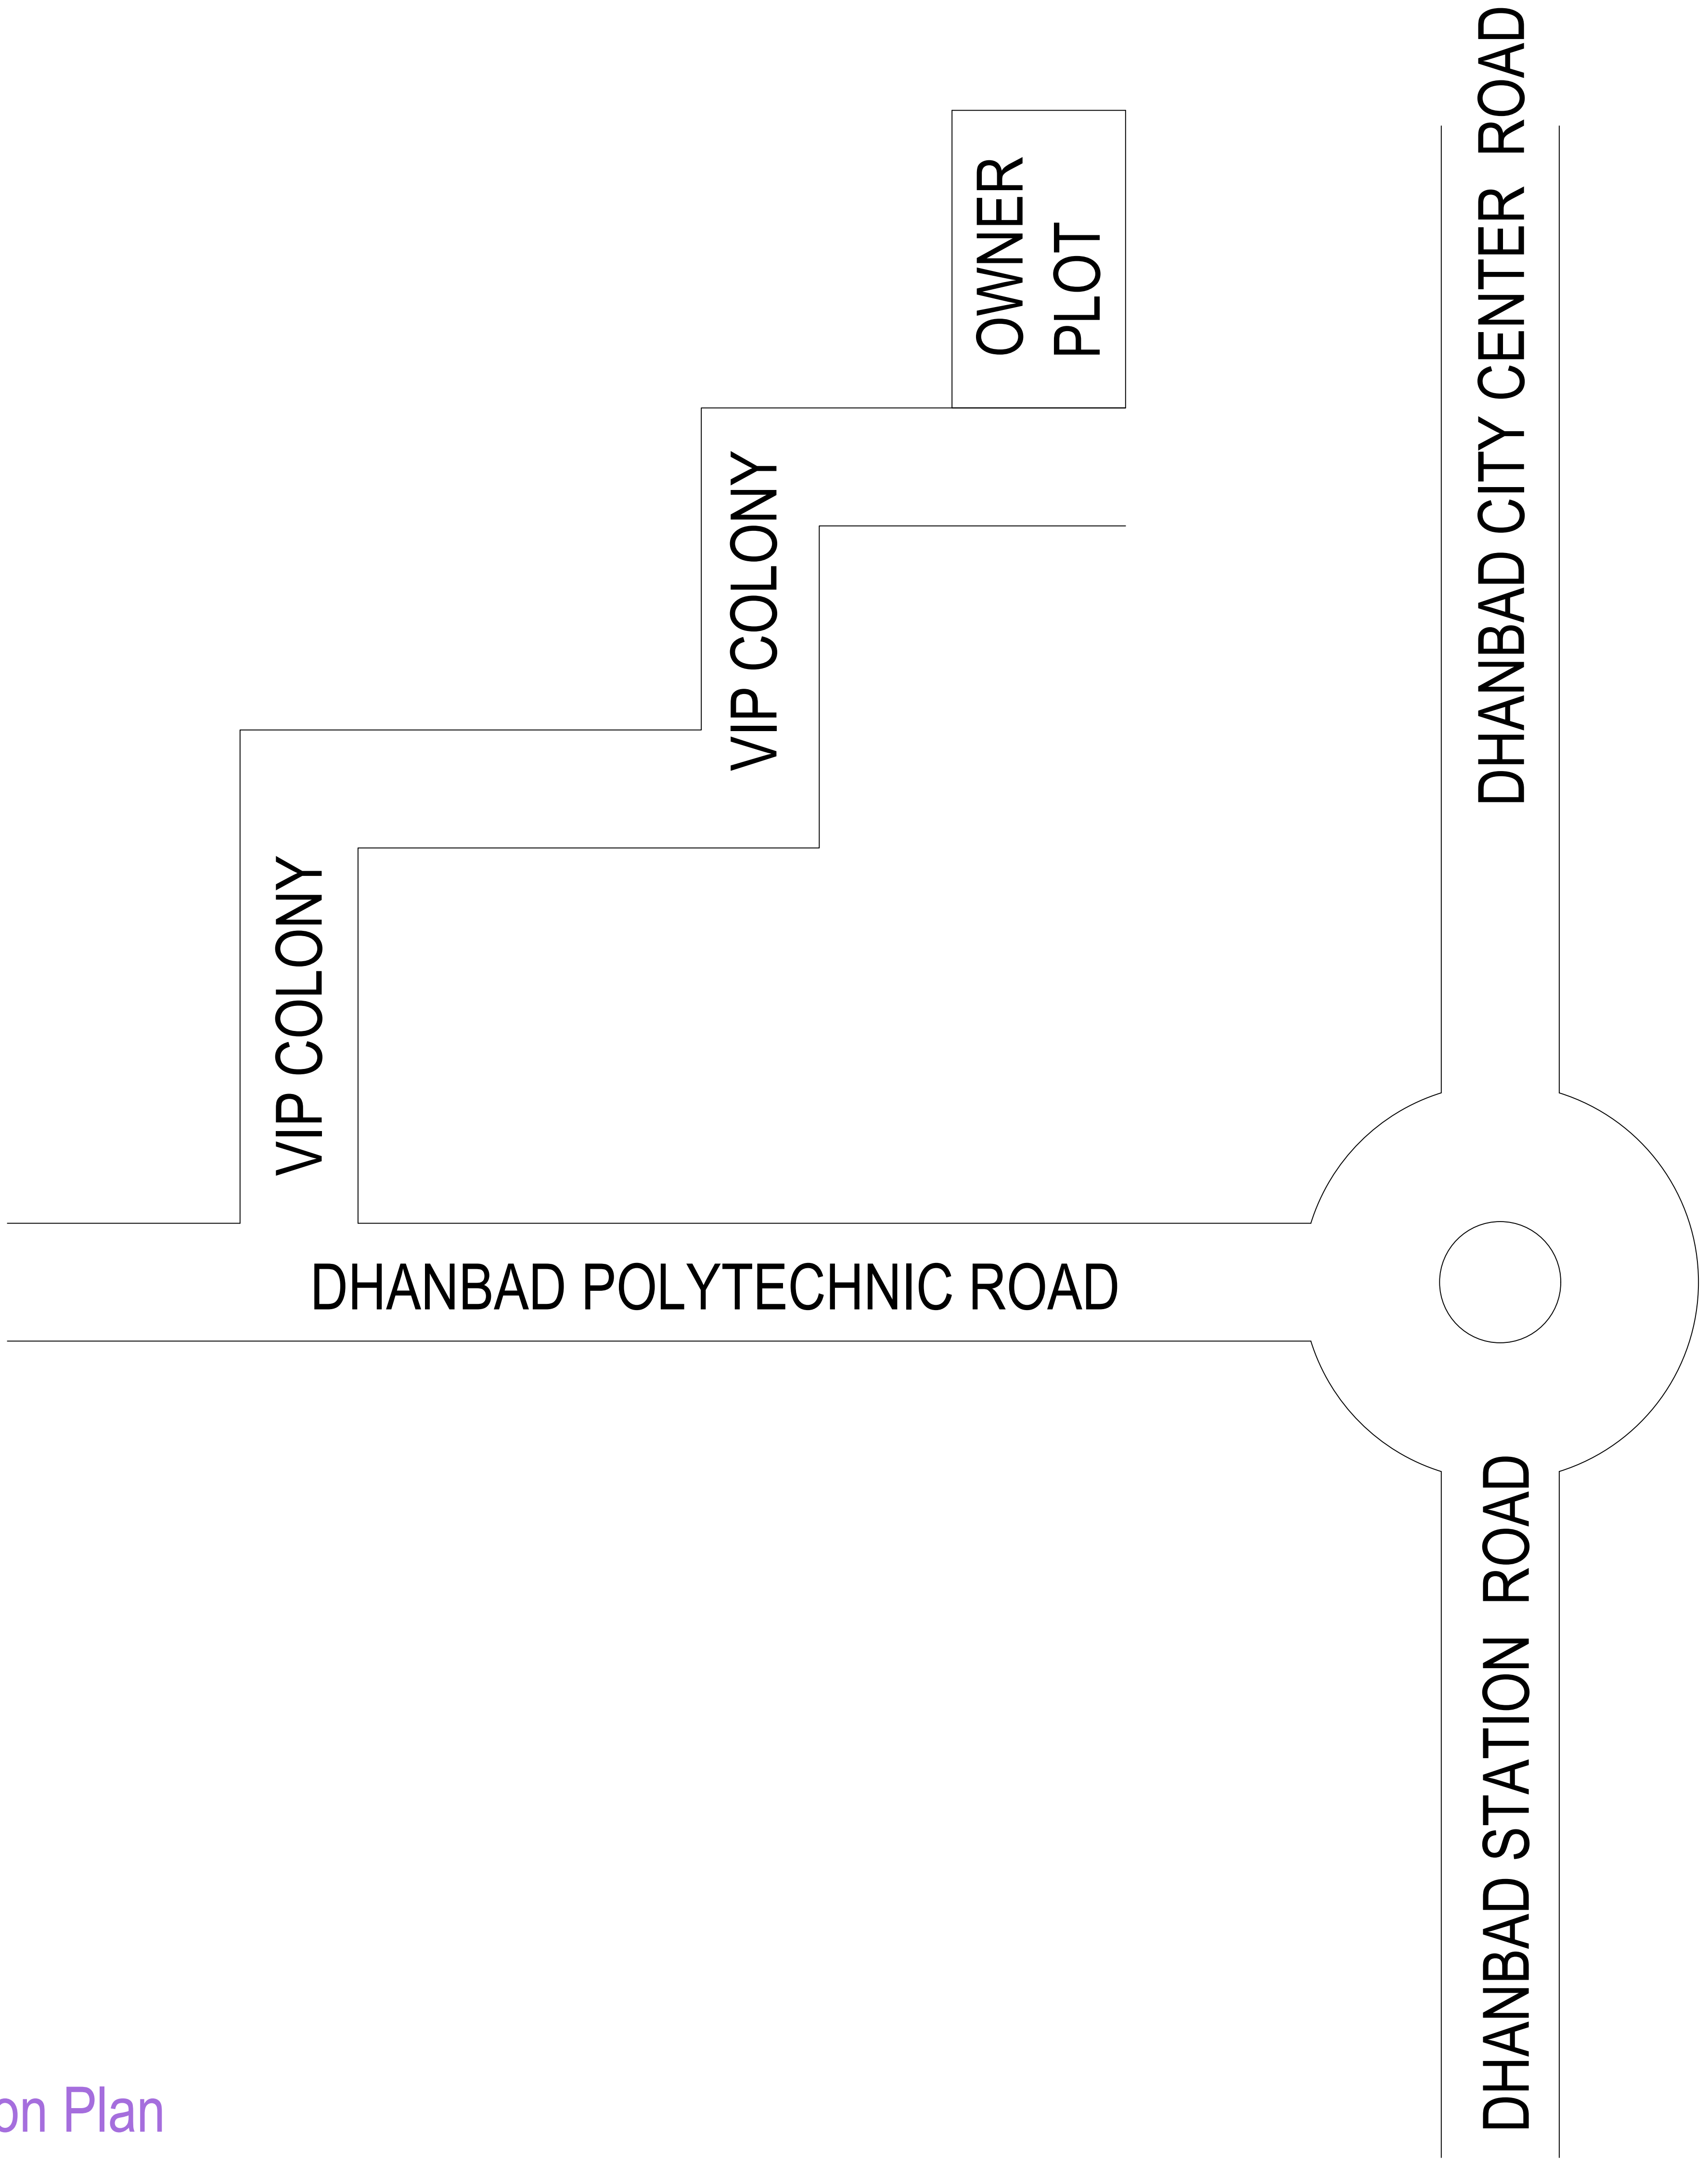 DHANBAD CITY CENTER ROAD
OWNER
PLOT
VIP COLONY
VIP COLONY
DHANBAD POLYTECHNIC ROAD
DHANBAD STATION ROAD
on Plan